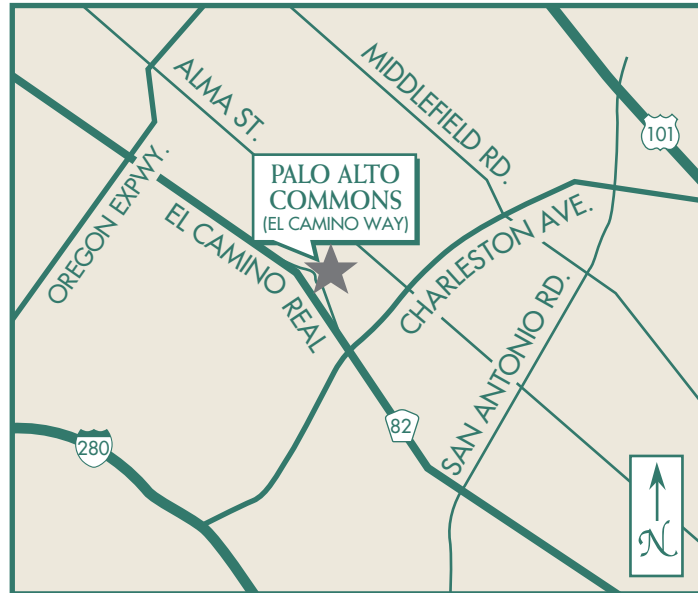 ALMA ST.
MIDDLEFIELD RD.
101
PALO ALTO
COMMONS
(EL CAMINO WAY)
OREGON EXPWY.
EL CAMINO REAL
CHARLESTON AVE.
SAN ANTONIO RD.
82
280
N